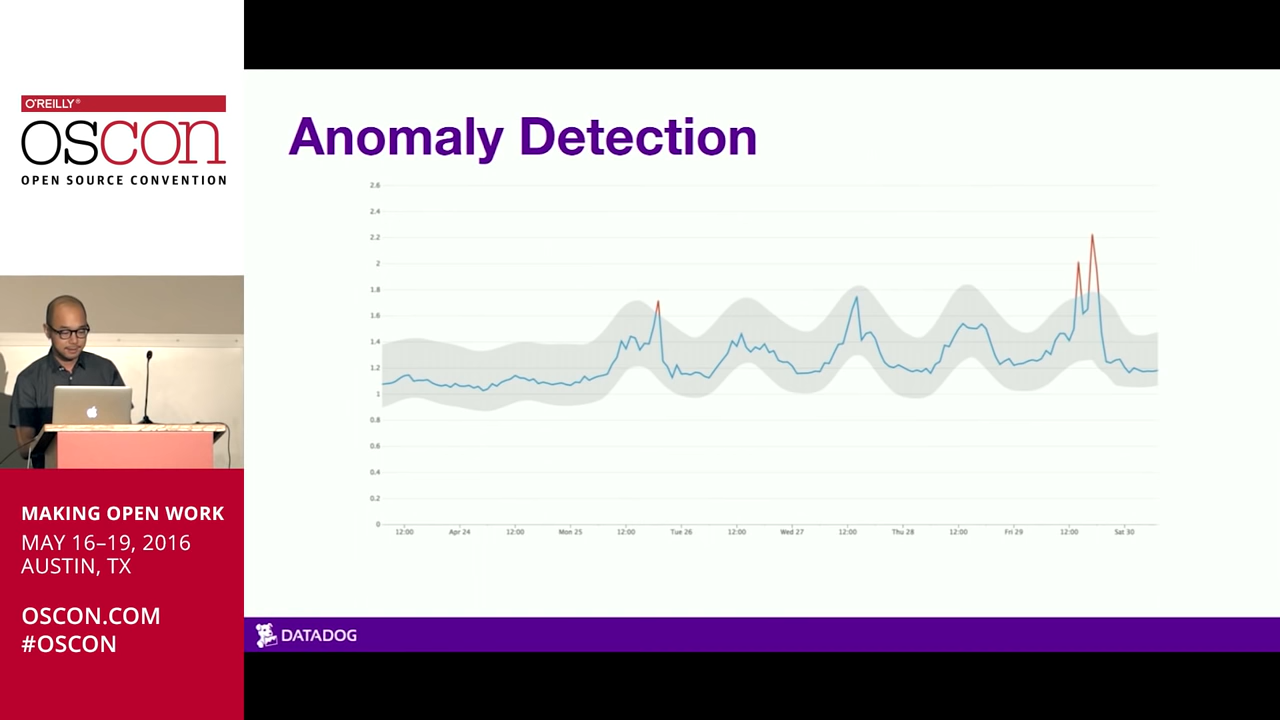 O'REILLY®
OSCON
OPEN SOURCE CONVENTION
MAKING OPEN WORK
MAY 16–19, 2016
AUSTIN, TX
OSCON.COM
#OSCON
Anomaly Detection
2.6
2.4
2.2
2
1.8
1.6
1.4
1.2
1
0.8
0.6
0.4
0.2
0
12:00 Apr 24 12:00 Mon 25 12:00 Tue 26 12:00 Wed 27 12:00 Thu 28 12:00 Fri 29 12:00 Sat 30
DATADOG